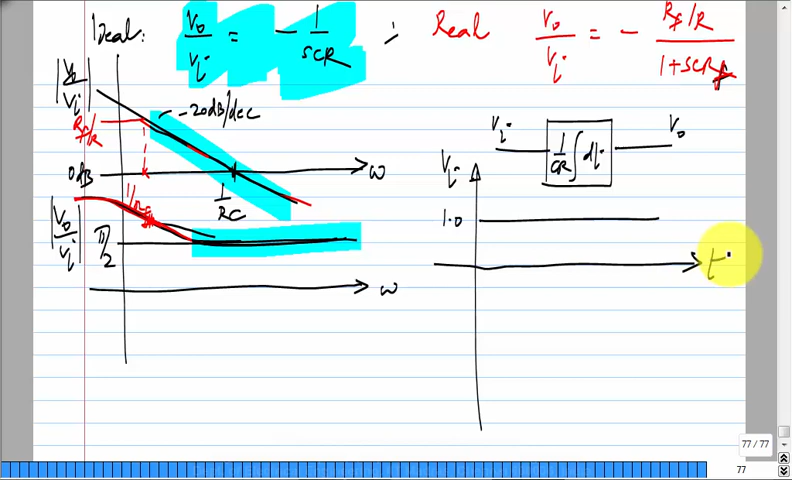 Ideal: Vo/Vi = - 1/SCR ; Real Vo/Vi = - Rf/R / 1+SCRf
|Vo/Vi|
-20dB/dec
Rf/R
0dB
ω
1/RC
Vi
1/CR ∫ dt
Vo
Vi
1.0
t
|Vo/Vi|
π/2
ω
77 / 77
77